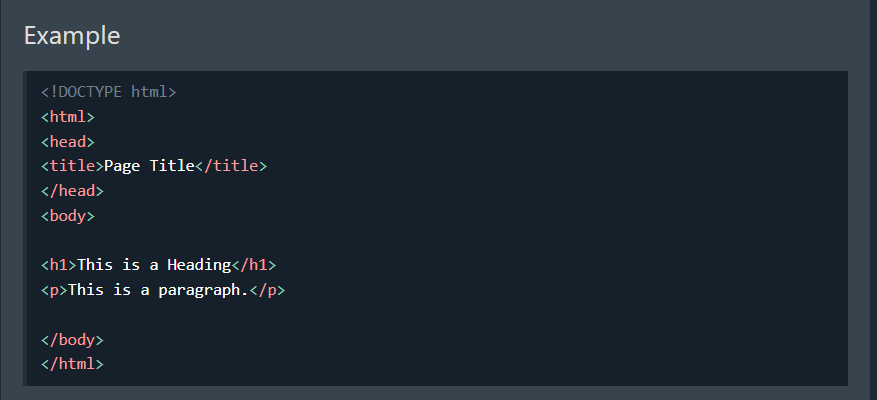 Example
<!DOCTYPE html>
<html>
<head>
<title>Page Title</title>
</head>
<body>
<h1>This is a Heading</h1>
<p>This is a paragraph.</p>
</body>
</html>